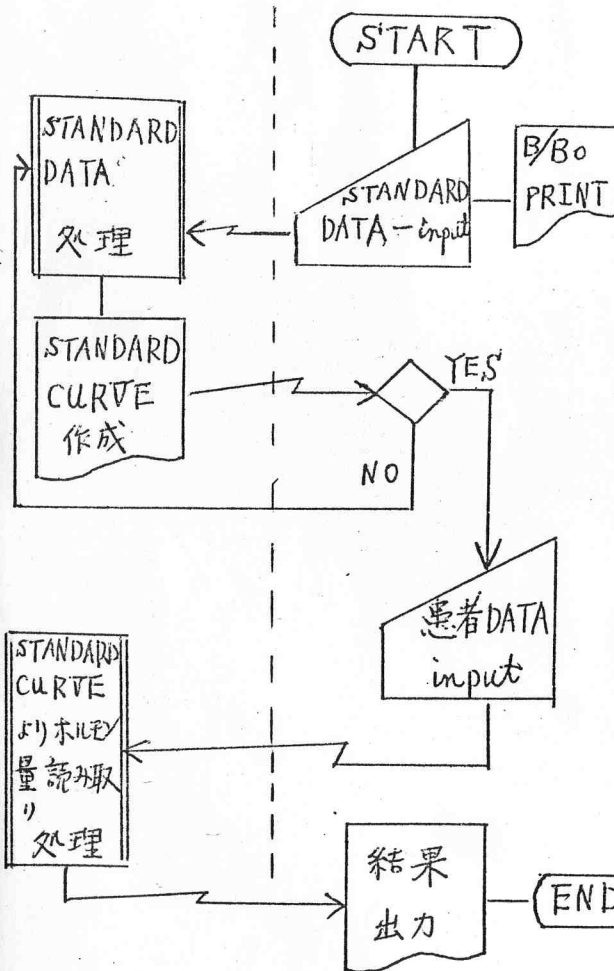 START
STANDARD
DATA
処理
STANDARD
DATA－input
B/Bo
PRINT
STANDARD
CURVE
作成
YES
NO
患者DATA
input
STANDARD
CURVE
よりホルモン
量読み取
り
処理
結果
出力
END